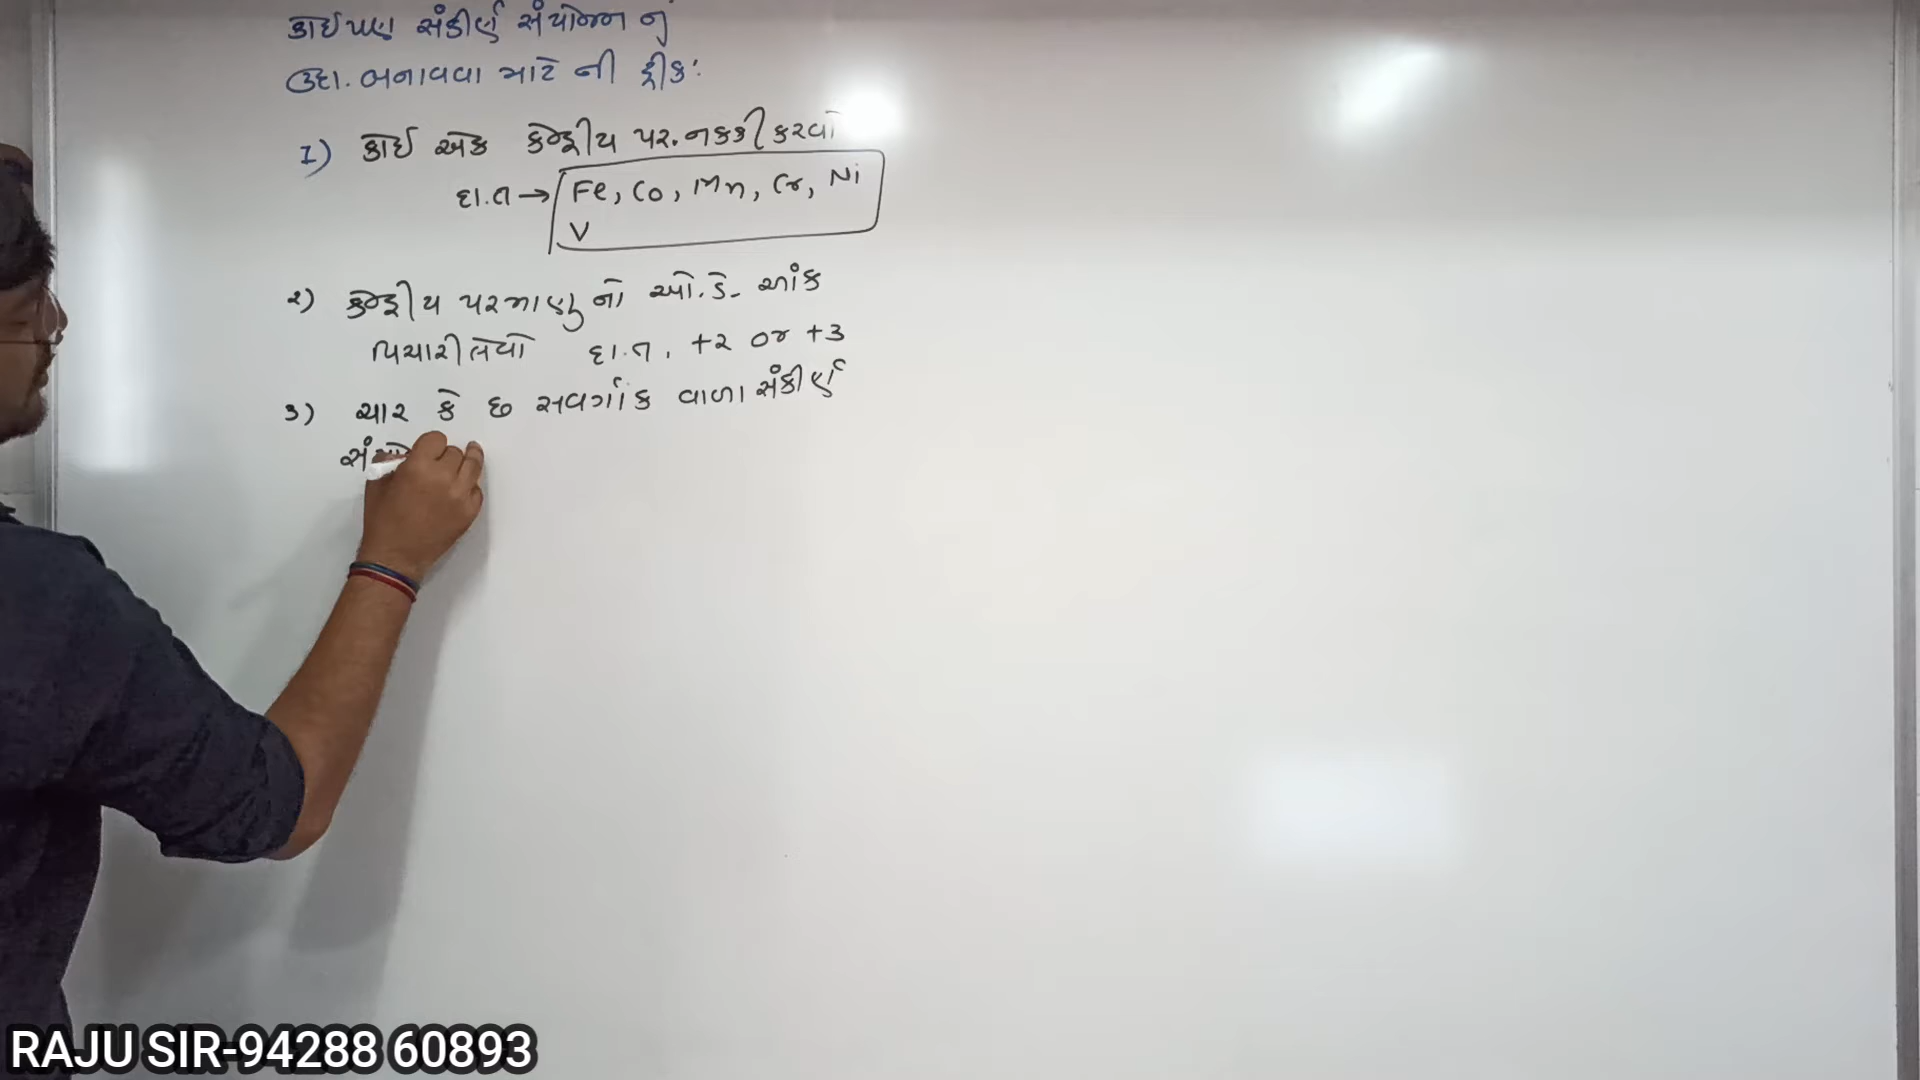 કોઈપણ સંકીર્ણ સંયોજન નું
ઉદા. બનાવવા માટે ની ટ્રીક:
1) કોઈ એક કેન્દ્રીય પર. નક્કી કરવો
દા.ત → Fe, Co, Mn, Cr, Ni
V
૨) કેન્દ્રીય પરમાણુ નો ઓ.ડે. આંક
વિચારી લેવો દા.ત. +2 or +3
૩) ચાર કે છ સવર્ગાંક વાળા સંકીર્ણ
RAJU SIR-94288 60893